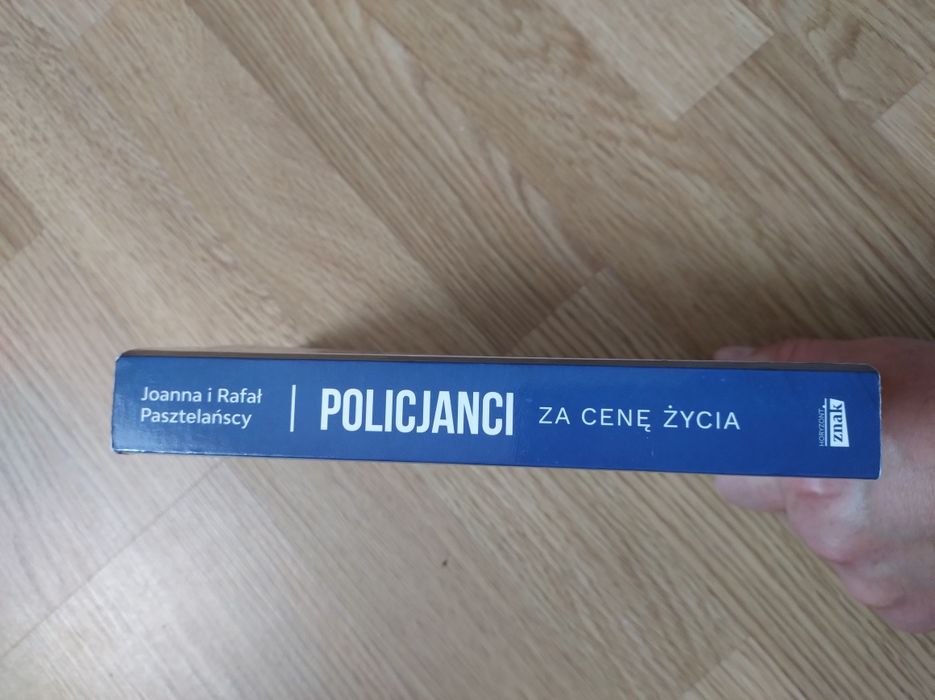 Joanna i Rafał
Pasztelańscy
POLICJANCI ZA CENĘ ŻYCIA
HORYZONT
znak